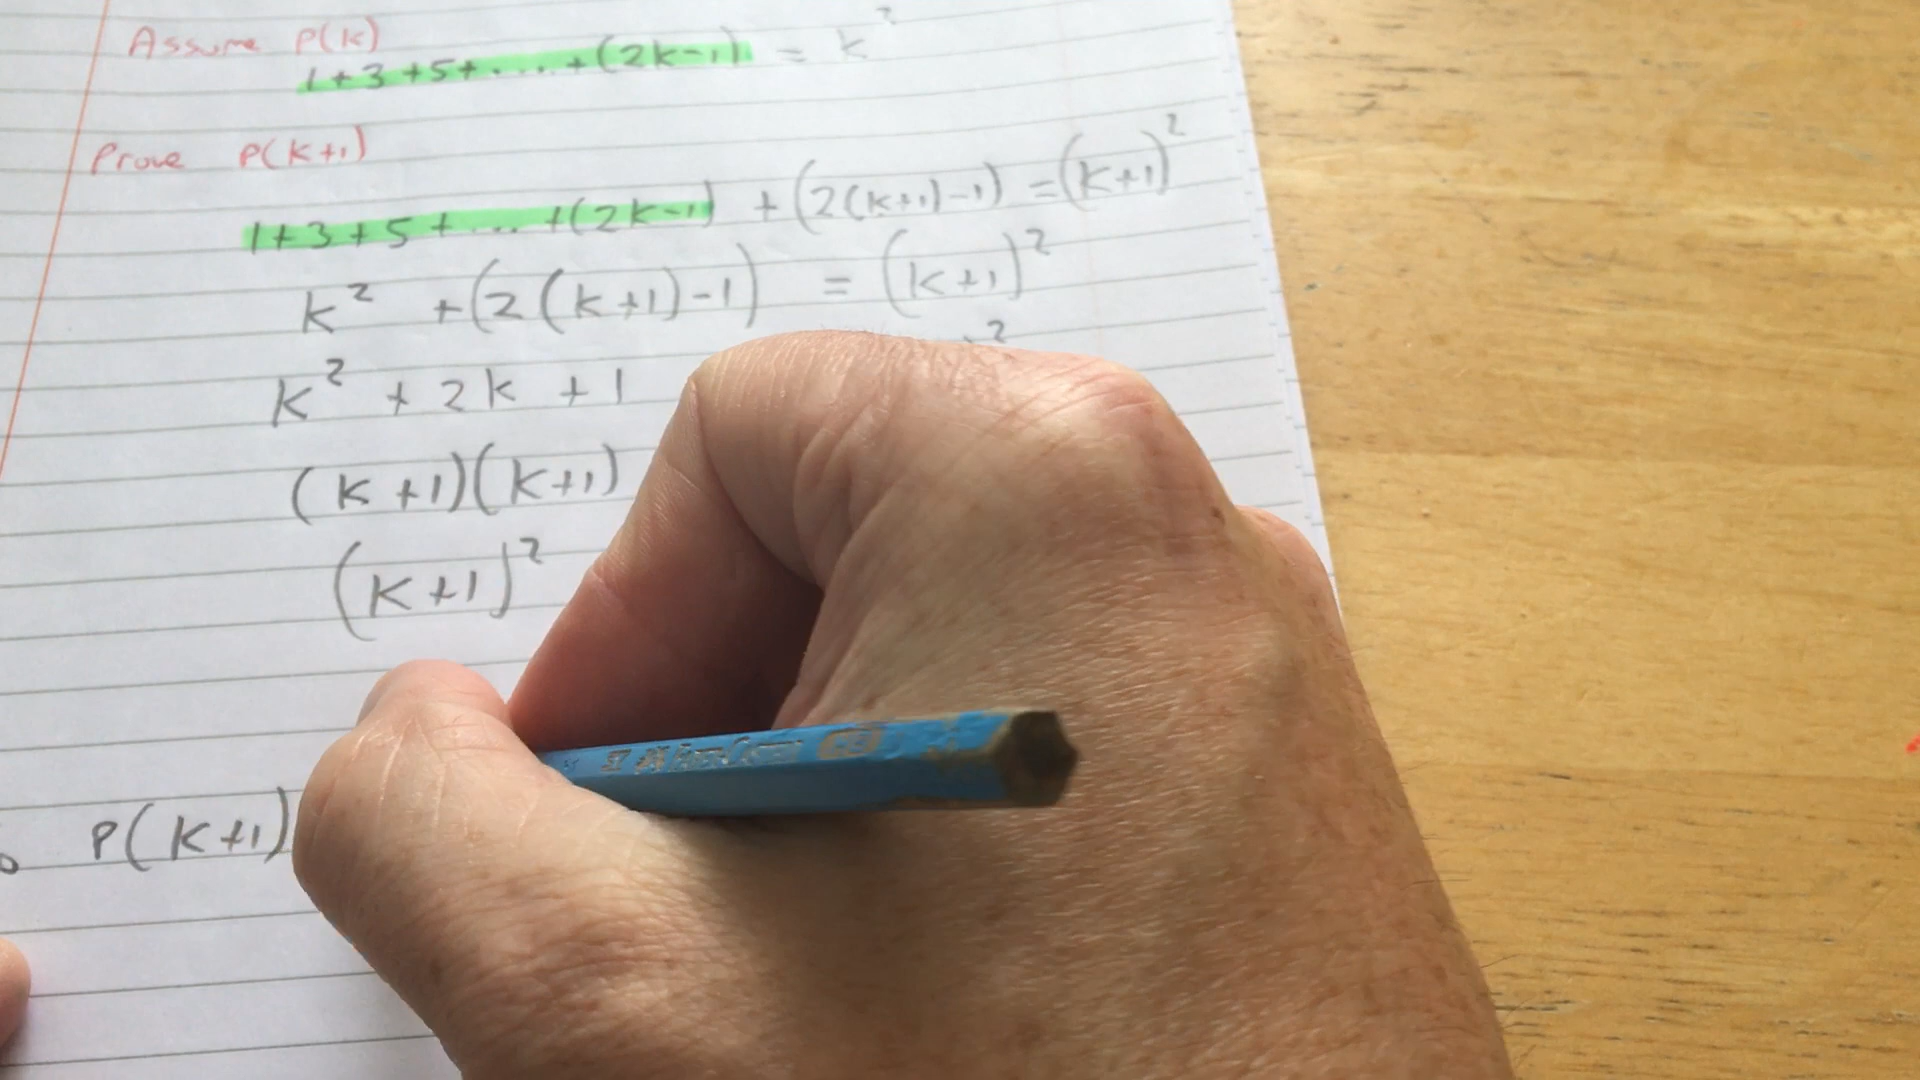 Assume P(k)
1+3+5+....+(2k-1) = k²
Prove P(k+1)
1+3+5+...+(2k-1) + (2(k+1)-1) = (k+1)²
k² + (2(k+1)-1) = (k+1)²
k² + 2k + 1
(k+1)(k+1)
(k+1)²
P(k+1)